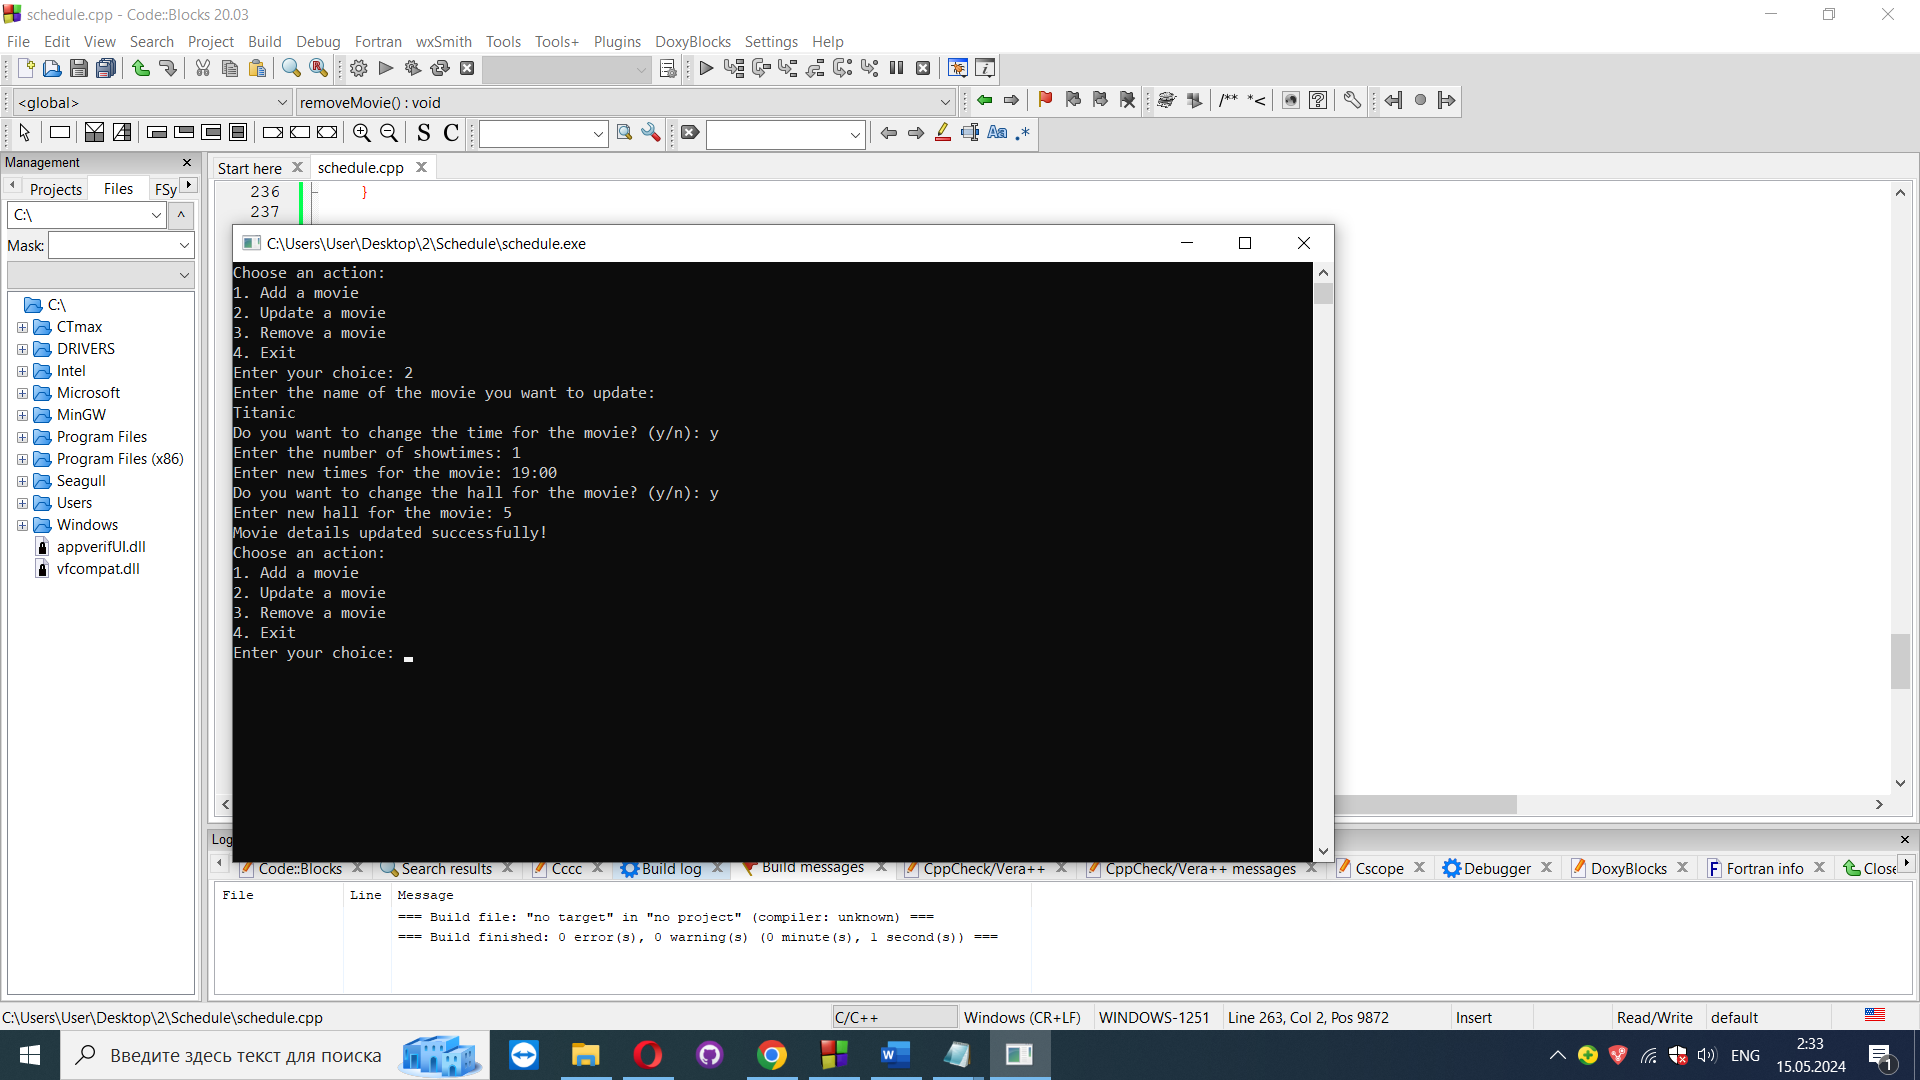 schedule.cpp - Code::Blocks 20.03
File Edit View Search Project Build Debug Fortran wxSmith Tools Tools+ Plugins DoxyBlocks Settings Help
<global> removeMovie() : void
/** *<
S C Aa .*
Management
Start here schedule.cpp
Projects Files FSy
236 }
237
C:\
Mask:
C:\
CTmax
DRIVERS
Intel
Microsoft
MinGW
Program Files
Program Files (x86)
Seagull
Users
Windows
appverifUI.dll
vfcompat.dll
C:\Users\User\Desktop\2\Schedule\schedule.exe
Choose an action:
1. Add a movie
2. Update a movie
3. Remove a movie
4. Exit
Enter your choice: 2
Enter the name of the movie you want to update:
Titanic
Do you want to change the time for the movie? (y/n): y
Enter the number of showtimes: 1
Enter new times for the movie: 19:00
Do you want to change the hall for the movie? (y/n): y
Enter new hall for the movie: 5
Movie details updated successfully!
Choose an action:
1. Add a movie
2. Update a movie
3. Remove a movie
4. Exit
Enter your choice:
Log
Code::Blocks Search results Cccc Build log Build messages CppCheck/Vera++ CppCheck/Vera++ messages Cscope Debugger DoxyBlocks Fortran info Close
File Line Message
=== Build file: "no target" in "no project" (compiler: unknown) ===
=== Build finished: 0 error(s), 0 warning(s) (0 minute(s), 1 second(s)) ===
C:\Users\User\Desktop\2\Schedule\schedule.cpp C/C++ Windows (CR+LF) WINDOWS-1251 Line 263, Col 2, Pos 9872 Insert Read/Write default
Введите здесь текст для поиска
ENG
2:33
15.05.2024
1